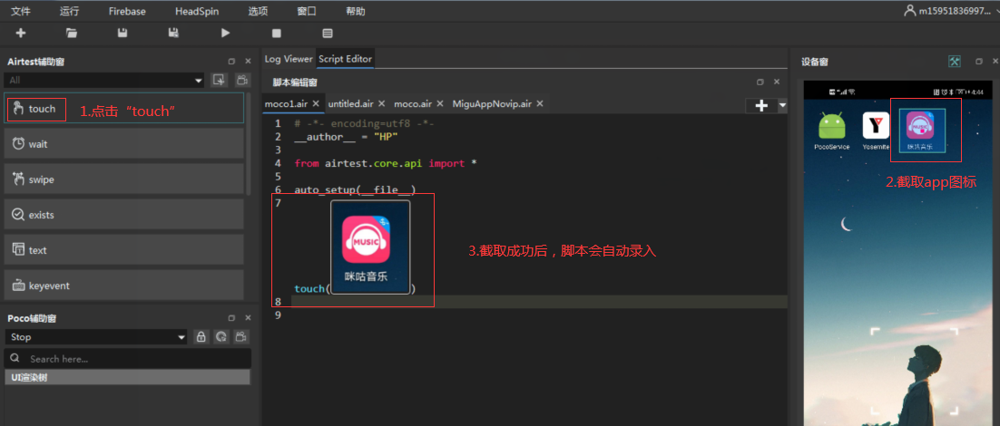 文件 运行 Firebase HeadSpin 选项 窗口 帮助 m15951836997...
Airtest辅助窗
All
touch
1.点击“touch”
wait
swipe
exists
text
keyevent
Poco辅助窗
Stop
Search here...
UI渲染树
Log Viewer Script Editor
脚本编辑窗
moco1.air untitled.air moco.air MiguAppNovip.air
1 # -*- encoding=utf8 -*-
2 __author__ = "HP"
3
4 from airtest.core.api import *
5
6 auto_setup(__file__)
7
MUSIC
咪咕音乐
touch( )
8
9
3.截取成功后，脚本会自动录入
设备窗
4:44
PocoService Yosemite 咪咕音乐
2.截取app图标